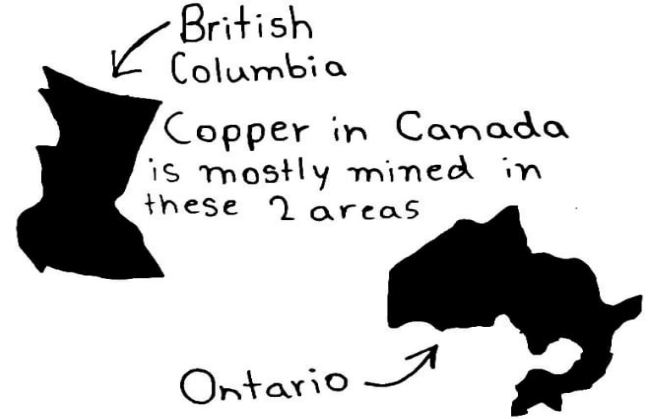 British
Columbia
Copper in Canada
is mostly mined in
these 2 areas
Ontario